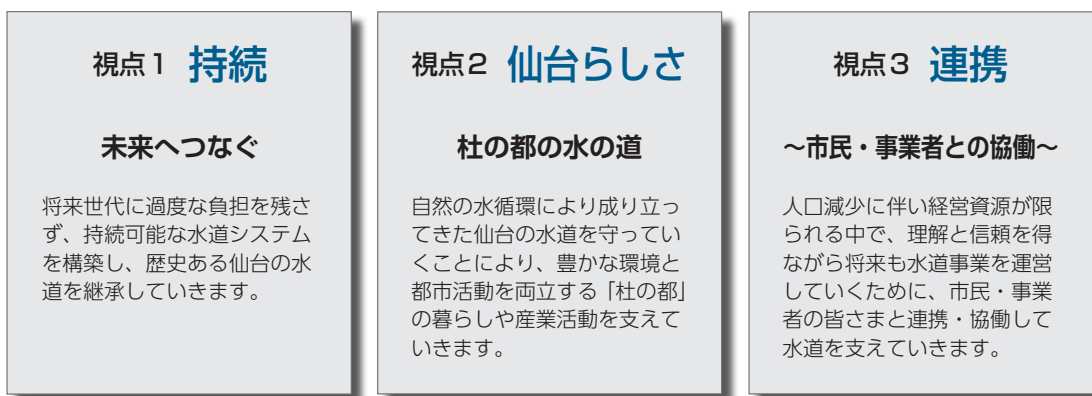 視点1 持続
未来へつなぐ
将来世代に過度な負担を残さ
ず、持続可能な水道システム
を構築し、歴史ある仙台の水
道を継承していきます。
視点2 仙台らしさ
杜の都の水の道
自然の水循環により成り立っ
てきた仙台の水道を守ってい
くことにより、豊かな環境と
都市活動を両立する「杜の都」
の暮らしや産業活動を支えて
いきます。
視点3 連携
～市民・事業者との協働～
人口減少に伴い経営資源が限
られる中で、理解と信頼を得
ながら将来も水道事業を運営
していくために、市民・事業
者の皆さまと連携・協働して
水道を支えていきます。